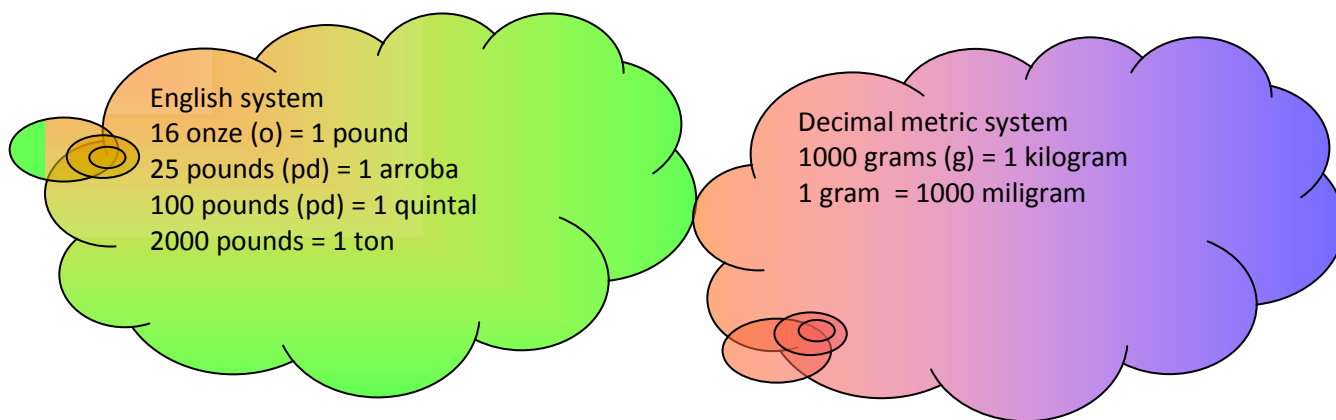 English system
16 onze (o) = 1 pound
25 pounds (pd) = 1 arroba
100 pounds (pd) = 1 quintal
2000 pounds = 1 ton
Decimal metric system
1000 grams (g) = 1 kilogram
1 gram  = 1000 miligram